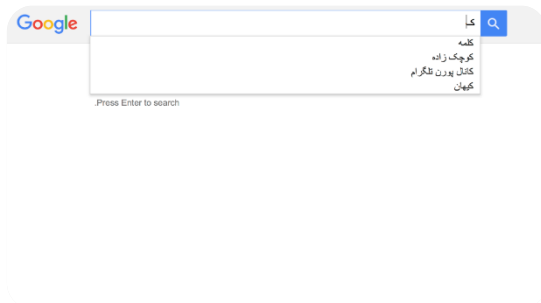 Google
ک
کلمه
کوچک زاده
کانال پورن تلگرام
کیهان
.Press Enter to search